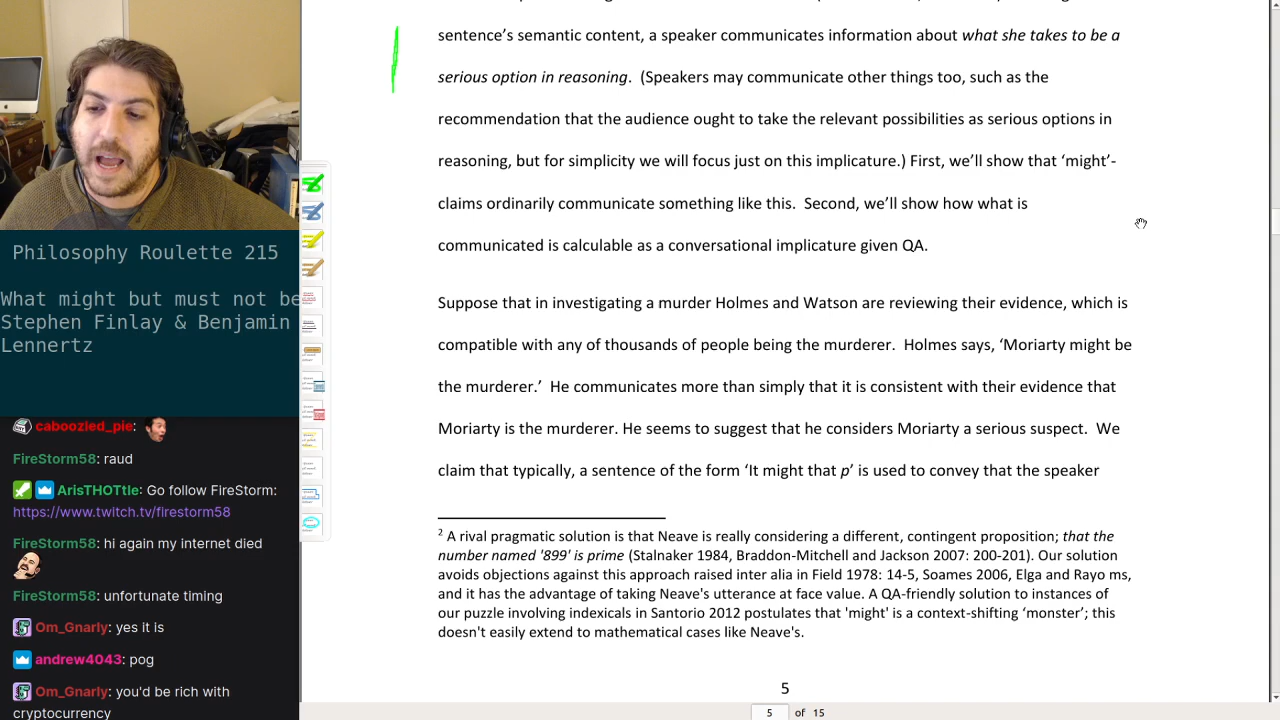 sentence’s semantic content, a speaker communicates information about what she takes to be a
serious option in reasoning. (Speakers may communicate other things too, such as the
recommendation that the audience ought to take the relevant possibilities as serious options in
reasoning, but for simplicity we will focus just on this implicature.) First, we’ll show that ‘might’-
claims ordinarily communicate something like this. Second, we’ll show how what is
communicated is calculable as a conversational implicature given QA.
Suppose that in investigating a murder Holmes and Watson are reviewing their evidence, which is
compatible with any of thousands of people being the murderer. Holmes says, ‘Moriarty might be
the murderer.’ He communicates more than simply that it is consistent with their evidence that
Moriarty is the murderer. He seems to suggest that he considers Moriarty a serious suspect. We
claim that typically a sentence of the form ‘It might that p’ is used to convey that the speaker
2 A rival pragmatic solution is that Neave is really considering a different, contingent proposition; that the
number named '899' is prime (Stalnaker 1984, Braddon-Mitchell and Jackson 2007: 200-201). Our solution
avoids objections against this approach raised inter alia in Field 1978: 14-5, Soames 2006, Elga and Rayo ms,
and it has the advantage of taking Neave's utterance at face value. A QA-friendly solution to instances of
our puzzle involving indexicals in Santorio 2012 postulates that 'might' is a context-shifting ‘monster’; this
doesn't easily extend to mathematical cases like Neave's.
5
5 of 15
Philosophy Roulette 215
What might but must not be
Stephen Finlay & Benjamin
Lennertz
caboozled_pie:
FireStorm58: raud
ArisTHOTtle: Go follow FireStorm:
https://www.twitch.tv/firestorm58
FireStorm58: hi again my internet died
FireStorm58: unfortunate timing
Om_Gnarly: yes it is
andrew4043: pog
Om_Gnarly: you'd be rich with
cryptocurrency